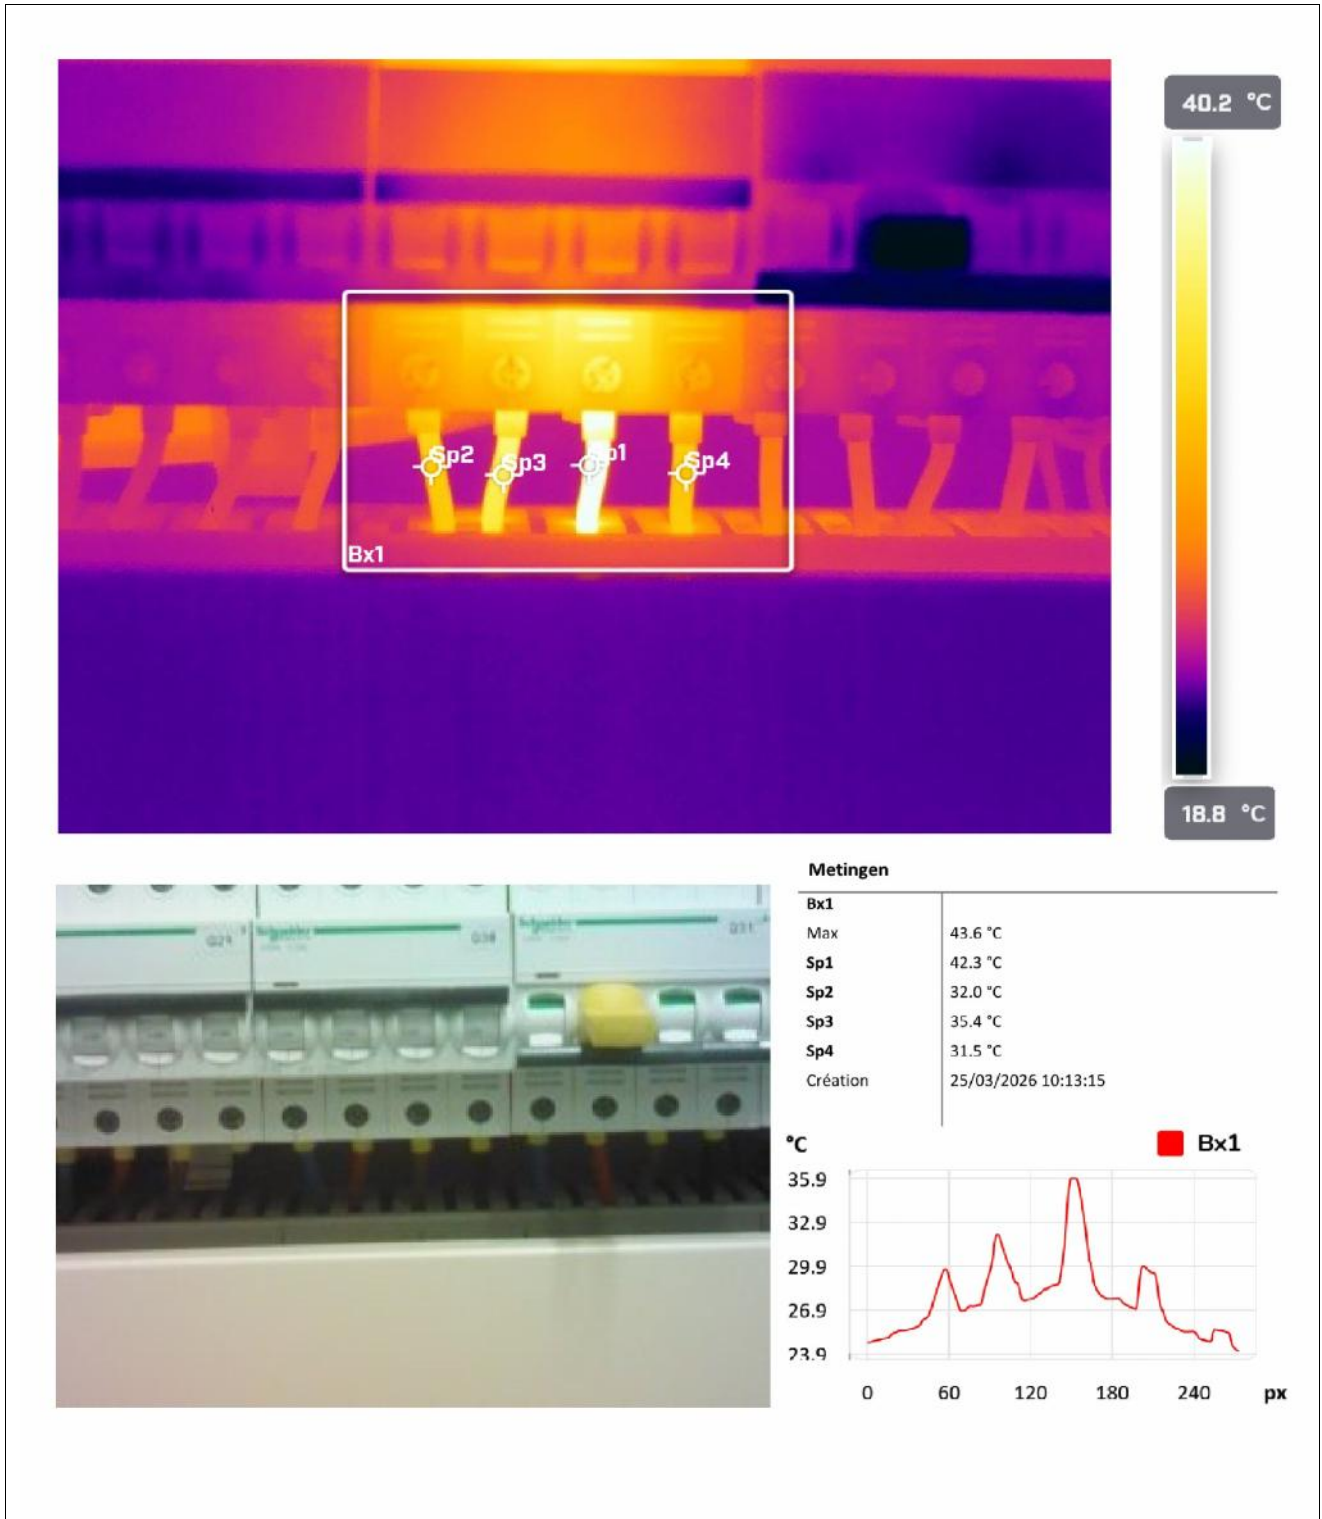 40.2 °C
Sp2
Sp3
Sp4
Bx1
18.8 °C
Metingen
Bx1
Max 43.6 °C
Sp1 42.3 °C
Sp2 32.0 °C
Sp3 35.4 °C
Sp4 31.5 °C
Création 25/03/2026 10:13:15
°C
Bx1
35.9
32.9
29.9
26.9
23.9
0 60 120 180 240 px